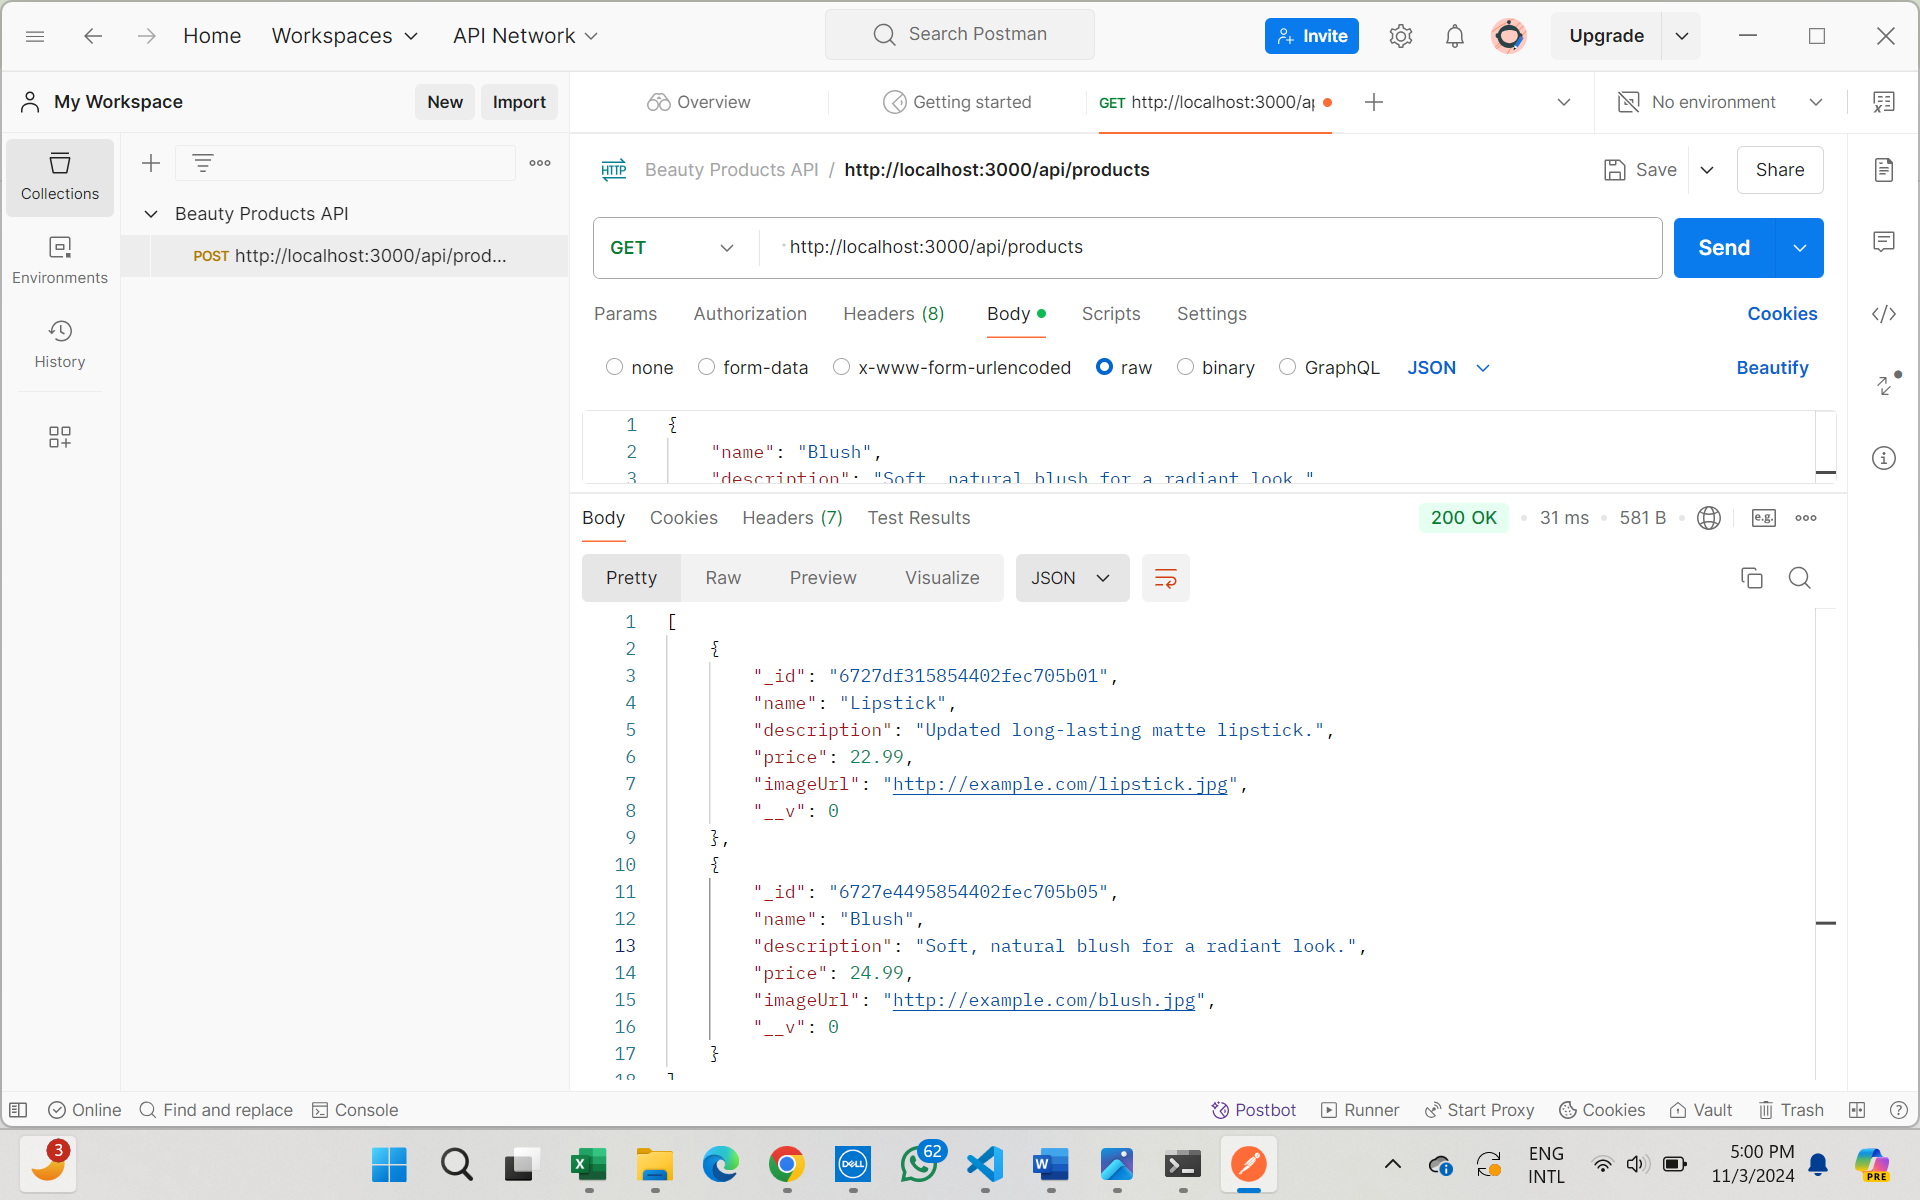 Home Workspaces API Network Search Postman Invite Upgrade
My Workspace New Import Overview Getting started GET http://localhost:3000/ap No environment
Collections
Environments
History
Beauty Products API
POST http://localhost:3000/api/prod...
HTTP Beauty Products API / http://localhost:3000/api/products Save Share
GET http://localhost:3000/api/products Send
Params Authorization Headers (8) Body Scripts Settings Cookies
none form-data x-www-form-urlencoded raw binary GraphQL JSON Beautify
1 {
2 "name": "Blush",
3 "description": "Soft, natural blush for a radiant look."
Body Cookies Headers (7) Test Results 200 OK 31 ms 581 B e.g.
Pretty Raw Preview Visualize JSON
1 [
2 {
3 "_id": "6727df315854402fec705b01",
4 "name": "Lipstick",
5 "description": "Updated long-lasting matte lipstick.",
6 "price": 22.99,
7 "imageUrl": "http://example.com/lipstick.jpg",
8 "__v": 0
9 },
10 {
11 "_id": "6727e4495854402fec705b05",
12 "name": "Blush",
13 "description": "Soft, natural blush for a radiant look.",
14 "price": 24.99,
15 "imageUrl": "http://example.com/blush.jpg",
16 "__v": 0
17 }
18 ]
Online Find and replace Console Postbot Runner Start Proxy Cookies Vault Trash
3 DELL 62 ENG INTL 5:00 PM PRE
11/3/2024